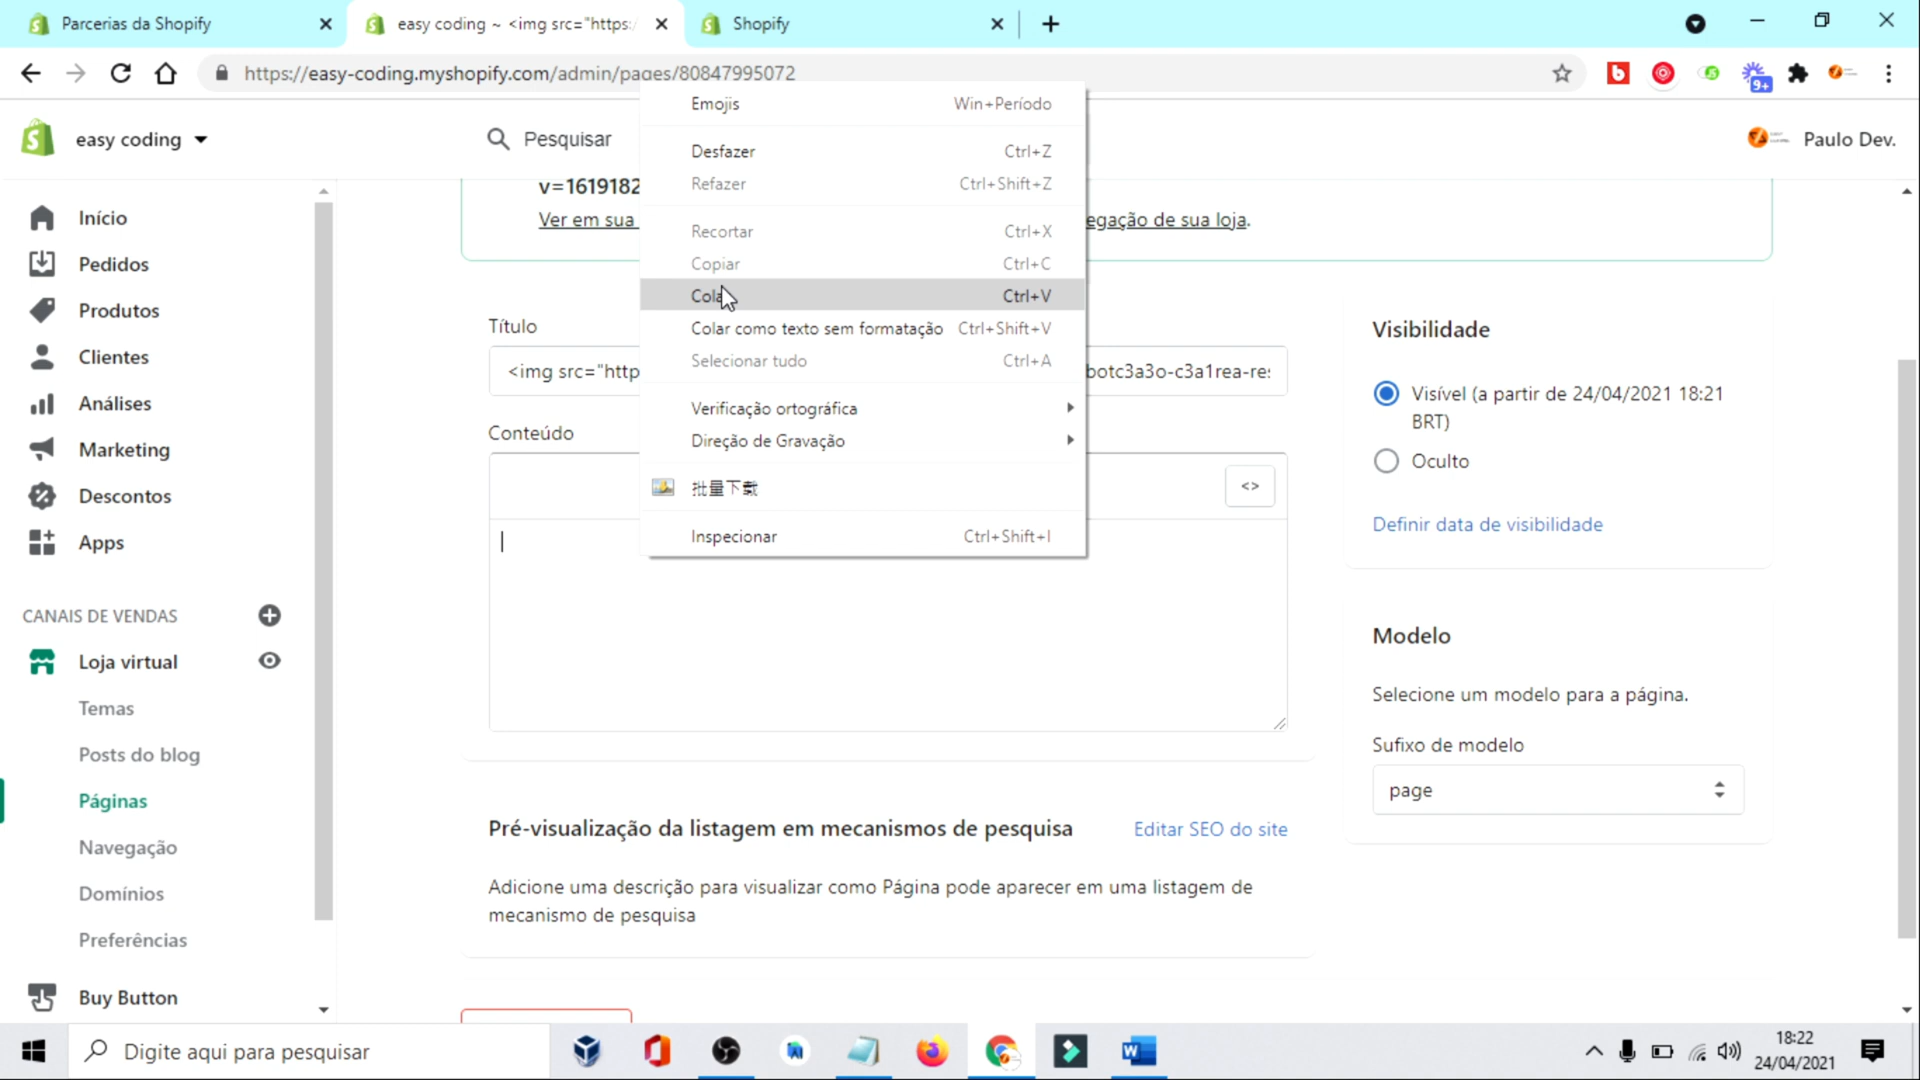 Parcerias da Shopify
easy coding ~ <img src="https:/
Shopify
https://easy-coding.myshopify.com/admin/pages/80847995072
9+
easy coding
Pesquisar
Paulo Dev.
Início
Pedidos
Produtos
Clientes
Análises
Marketing
Descontos
Apps
CANAIS DE VENDAS
Loja virtual
Temas
Posts do blog
Páginas
Navegação
Domínios
Preferências
Buy Button
v=1619182
Ver em sua
egação de sua loja.
Título
<img src="http
botc3a3o-c3a1rea-re
Conteúdo
<>
Emojis Win+Período
Desfazer Ctrl+Z
Refazer Ctrl+Shift+Z
Recortar Ctrl+X
Copiar Ctrl+C
Colar Ctrl+V
Colar como texto sem formatação Ctrl+Shift+V
Selecionar tudo Ctrl+A
Verificação ortográfica
Direção de Gravação
批量下载
Inspecionar Ctrl+Shift+I
Pré-visualização da listagem em mecanismos de pesquisa
Editar SEO do site
Adicione uma descrição para visualizar como Página pode aparecer em uma listagem de
mecanismo de pesquisa
Visibilidade
Visível (a partir de 24/04/2021 18:21
BRT)
Oculto
Definir data de visibilidade
Modelo
Selecione um modelo para a página.
Sufixo de modelo
page
Digite aqui para pesquisar
18:22
24/04/2021